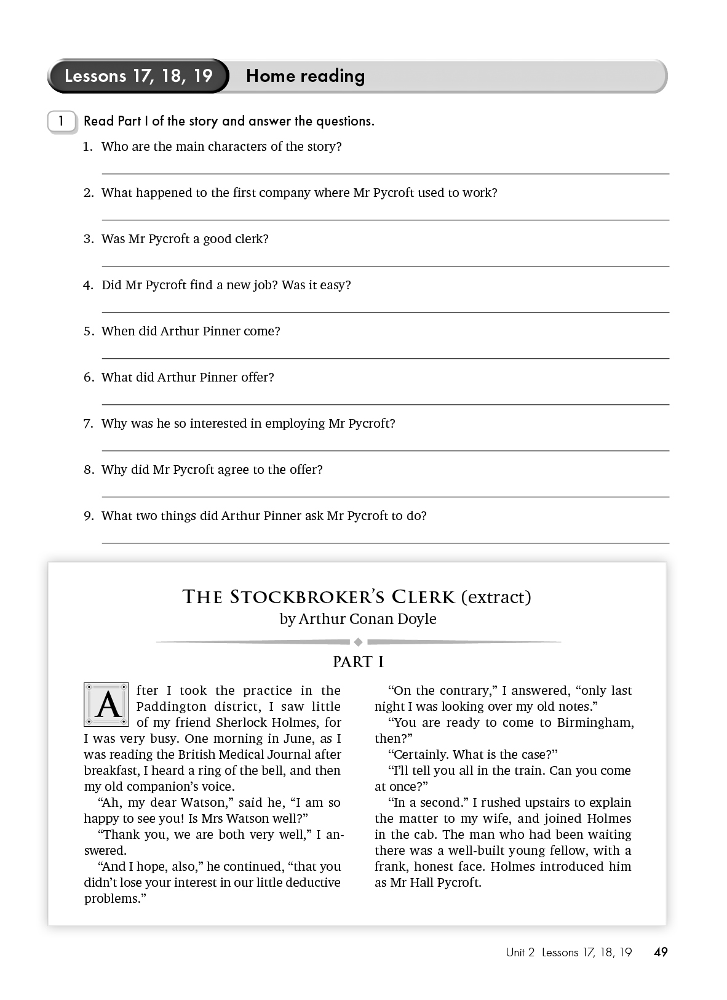 Lessons 17, 18, 19 Home reading
1 Read Part I of the story and answer the questions.
1. Who are the main characters of the story?
2. What happened to the first company where Mr Pycroft used to work?
3. Was Mr Pycroft a good clerk?
4. Did Mr Pycroft find a new job? Was it easy?
5. When did Arthur Pinner come?
6. What did Arthur Pinner offer?
7. Why was he so interested in employing Mr Pycroft?
8. Why did Mr Pycroft agree to the offer?
9. What two things did Arthur Pinner ask Mr Pycroft to do?
THE STOCKBROKER’S CLERK (extract)
by Arthur Conan Doyle
PART I
After I took the practice in the
Paddington district, I saw little
of my friend Sherlock Holmes, for
I was very busy. One morning in June, as I
was reading the British Medical Journal after
breakfast, I heard a ring of the bell, and then
my old companion’s voice.
“Ah, my dear Watson,” said he, “I am so
happy to see you! Is Mrs Watson well?”
“Thank you, we are both very well,” I an-
swered.
“And I hope, also,” he continued, “that you
didn’t lose your interest in our little deductive
problems.”
“On the contrary,” I answered, “only last
night I was looking over my old notes.”
“You are ready to come to Birmingham,
then?”
“Certainly. What is the case?”
“I’ll tell you all in the train. Can you come
at once?”
“In a second.” I rushed upstairs to explain
the matter to my wife, and joined Holmes
in the cab. The man who had been waiting
there was a well-built young fellow, with a
frank, honest face. Holmes introduced him
as Mr Hall Pycroft.
Unit 2 Lessons 17, 18, 19 49